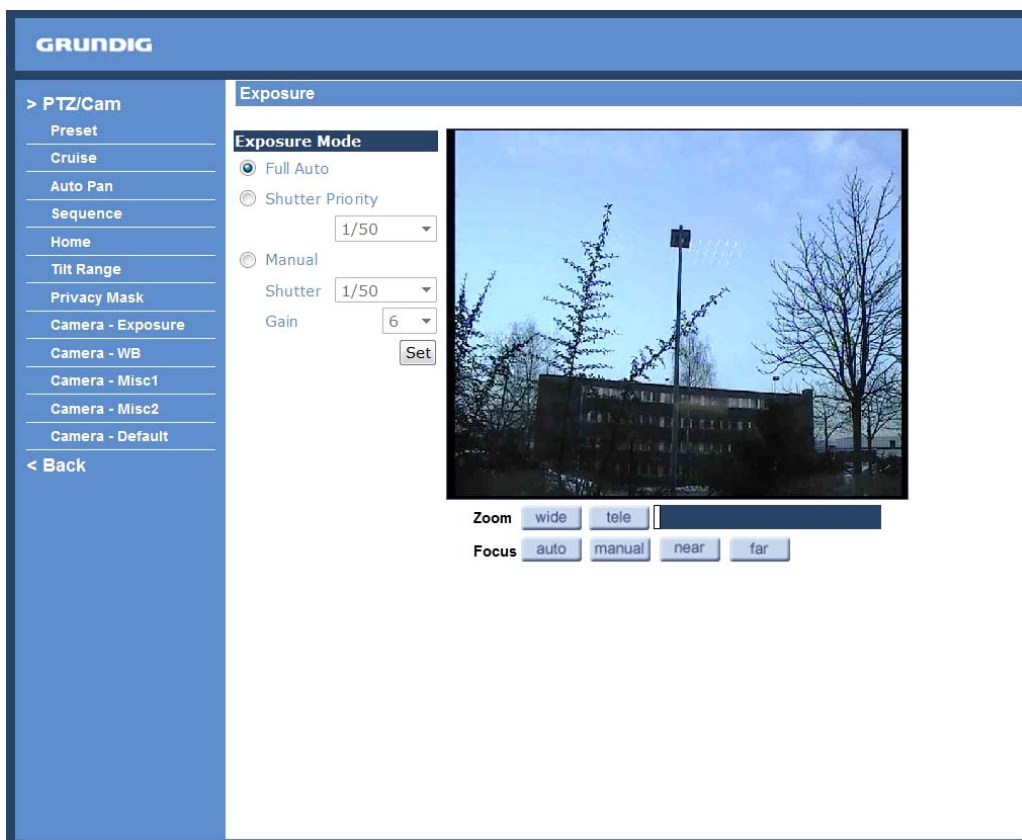 GRUNDIG
> PTZ/Cam
Preset
Cruise
Auto Pan
Sequence
Home
Tilt Range
Privacy Mask
Camera - Exposure
Camera - WB
Camera - Misc1
Camera - Misc2
Camera - Default
< Back
Exposure
Exposure Mode
Full Auto
Shutter Priority
1/50
Manual
Shutter 1/50
Gain 6
Set
Zoom wide tele
Focus auto manual near far